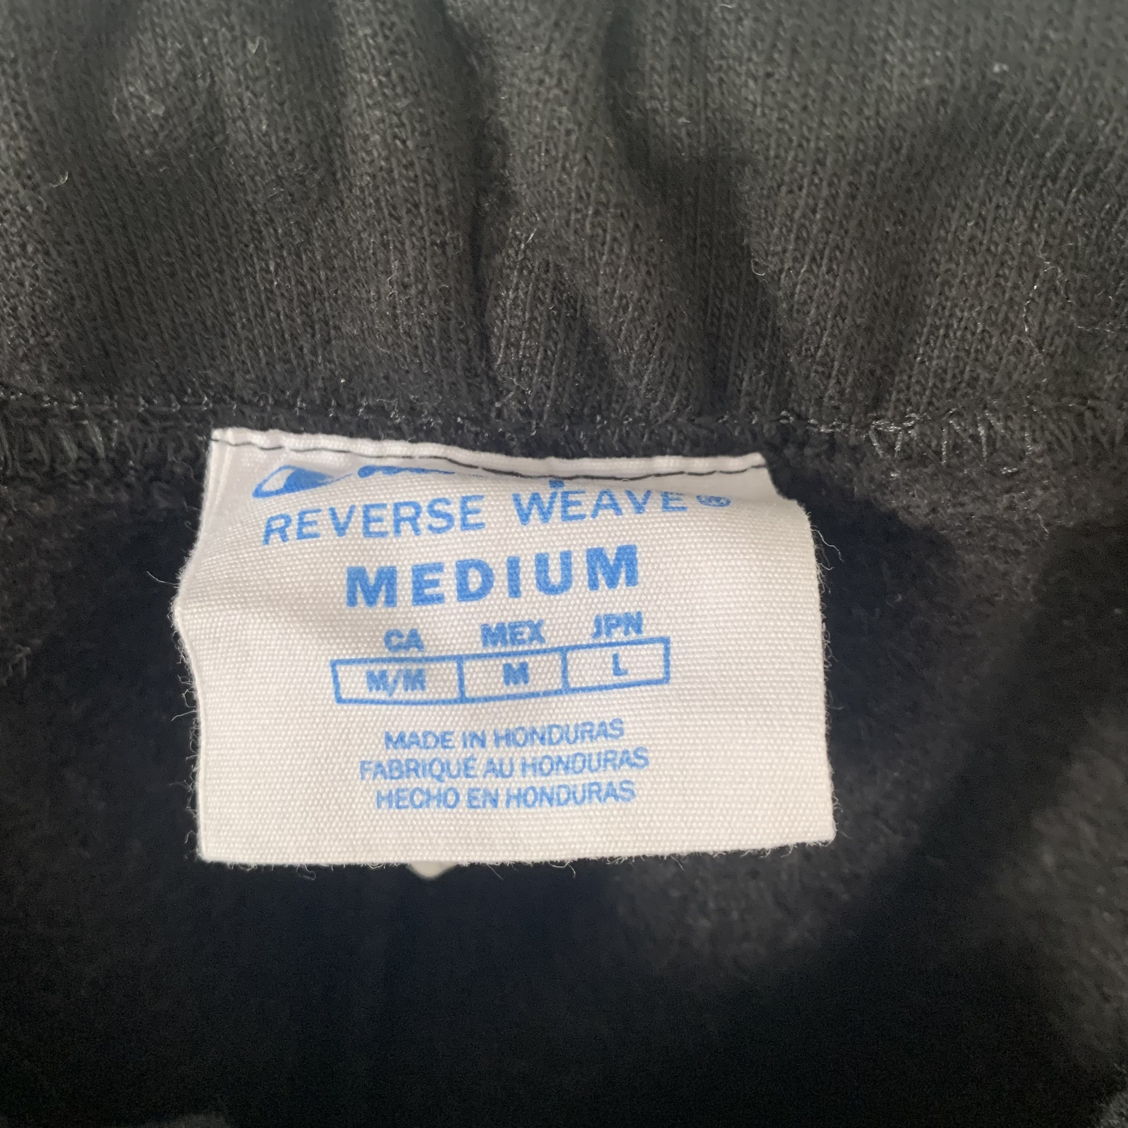 REVERSE WEAVE®
MEDIUM
CA MEX JPN
M/M M L
MADE IN HONDURAS
FABRIQUÉ AU HONDURAS
HECHO EN HONDURAS